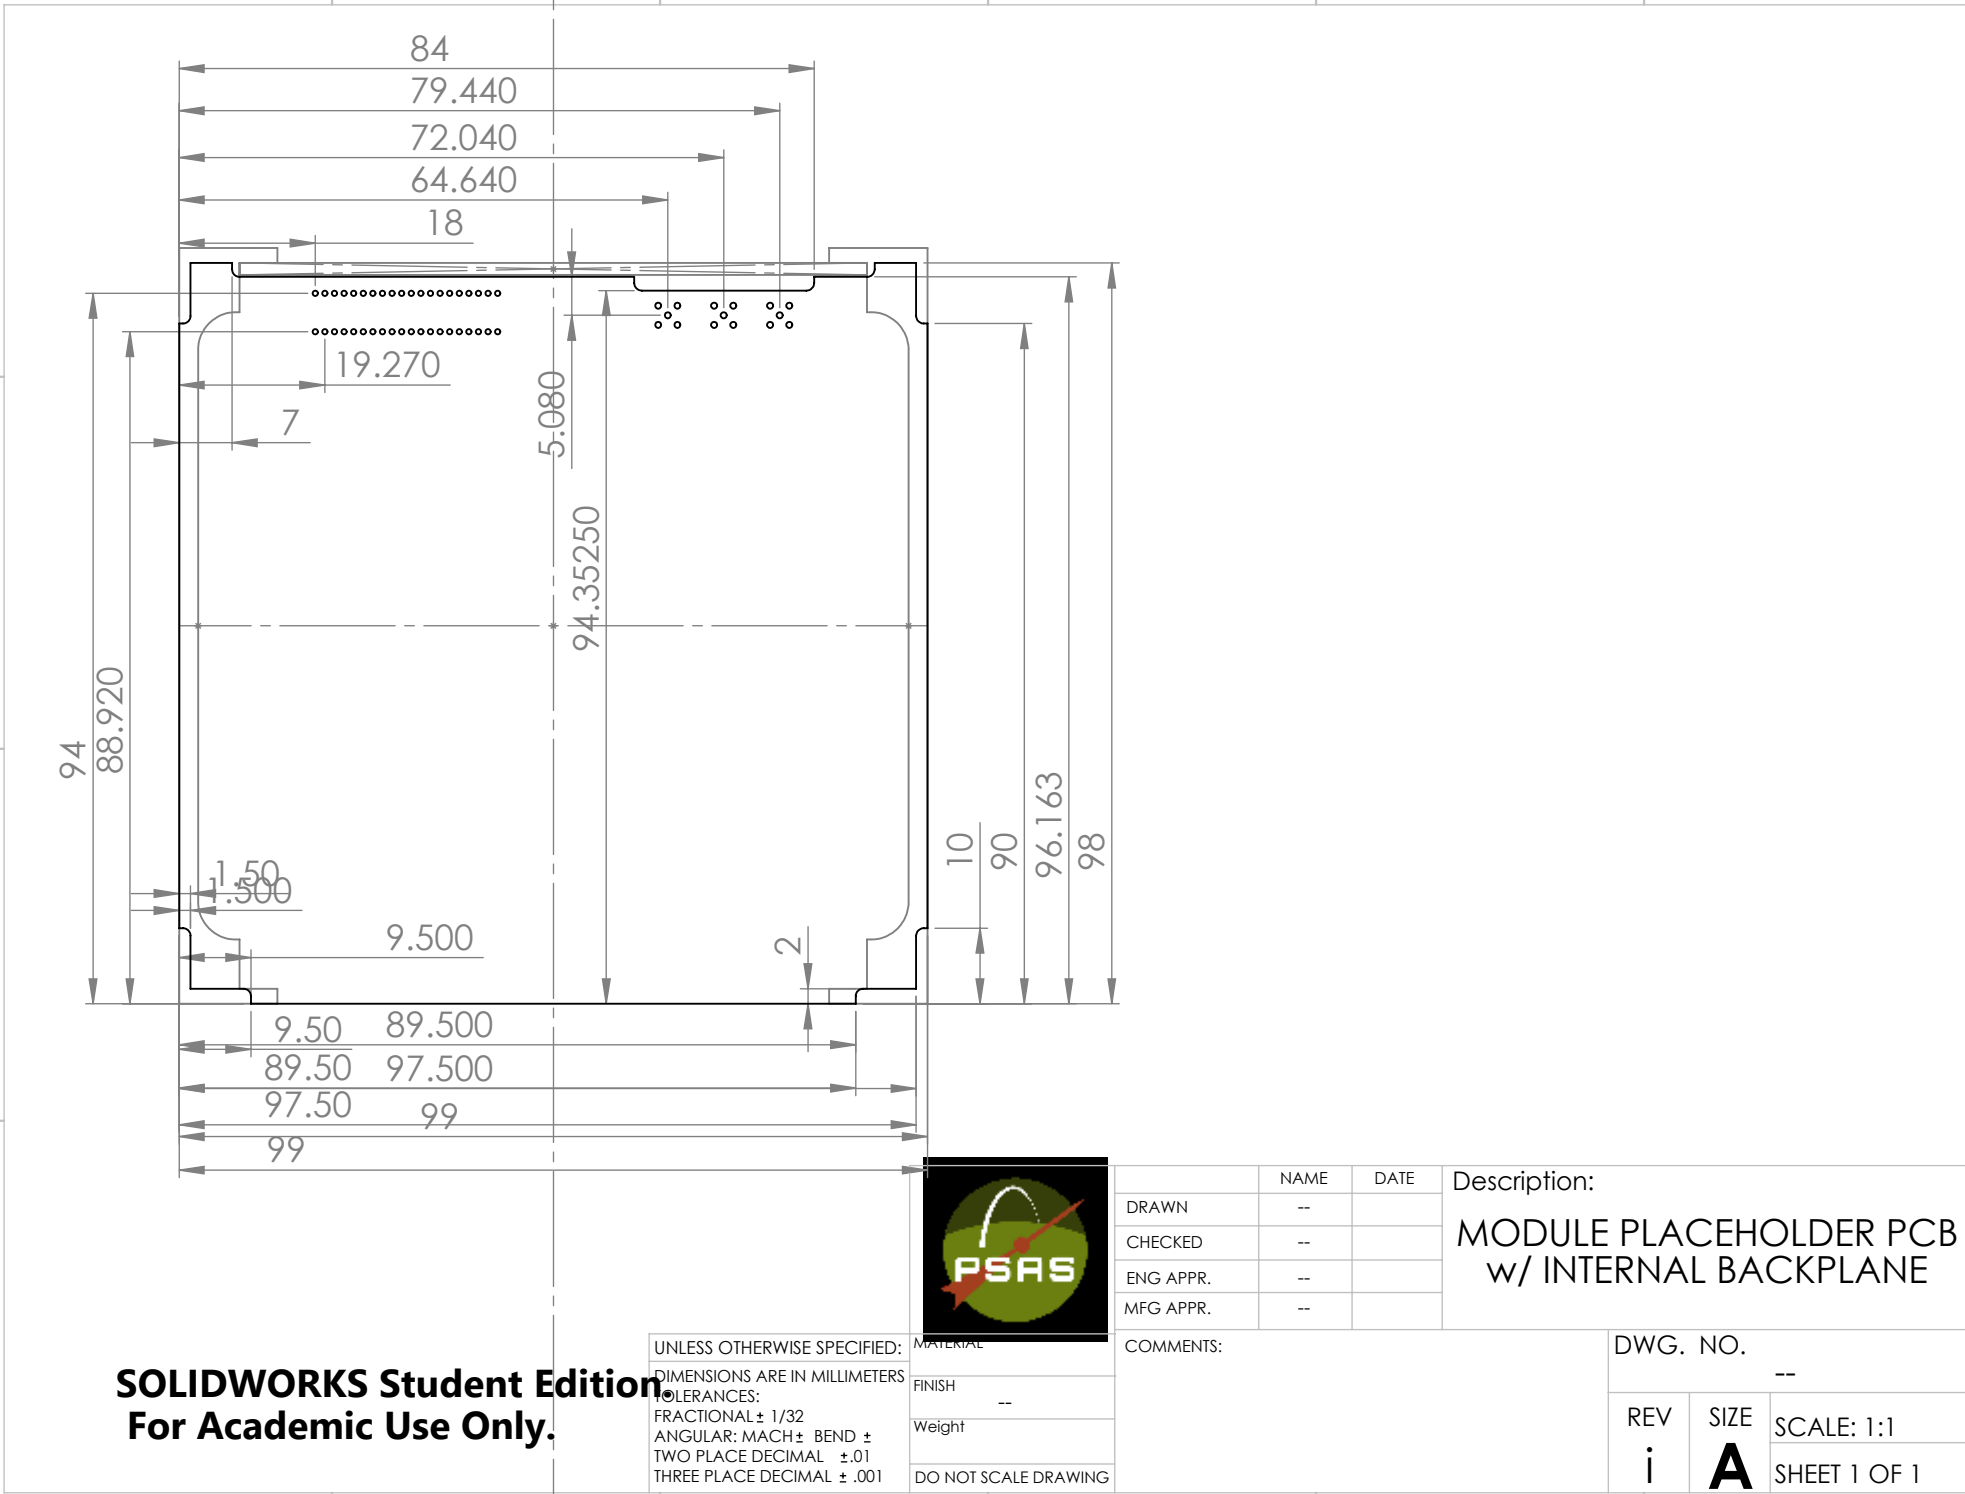 84
79.440
72.040
64.640
18
19.270
7
5.080
94.35250
94
88.920
10
90
96.163
98
1.50
1.500
9.500
2
9.50
89.500
89.50
97.500
97.50
99
99
PSAS
NAME
DATE
DRAWN
--
CHECKED
--
ENG APPR.
--
MFG APPR.
--
Description:
MODULE PLACEHOLDER PCB
w/ INTERNAL BACKPLANE
SOLIDWORKS Student Edition.
For Academic Use Only.
UNLESS OTHERWISE SPECIFIED:
DIMENSIONS ARE IN MILLIMETERS
TOLERANCES:
FRACTIONAL ± 1/32
ANGULAR: MACH ± BEND ±
TWO PLACE DECIMAL ±.01
THREE PLACE DECIMAL ± .001
MATERIAL
FINISH
--
Weight
DO NOT SCALE DRAWING
COMMENTS:
DWG. NO.
--
REV
i
SIZE
A
SCALE: 1:1
SHEET 1 OF 1